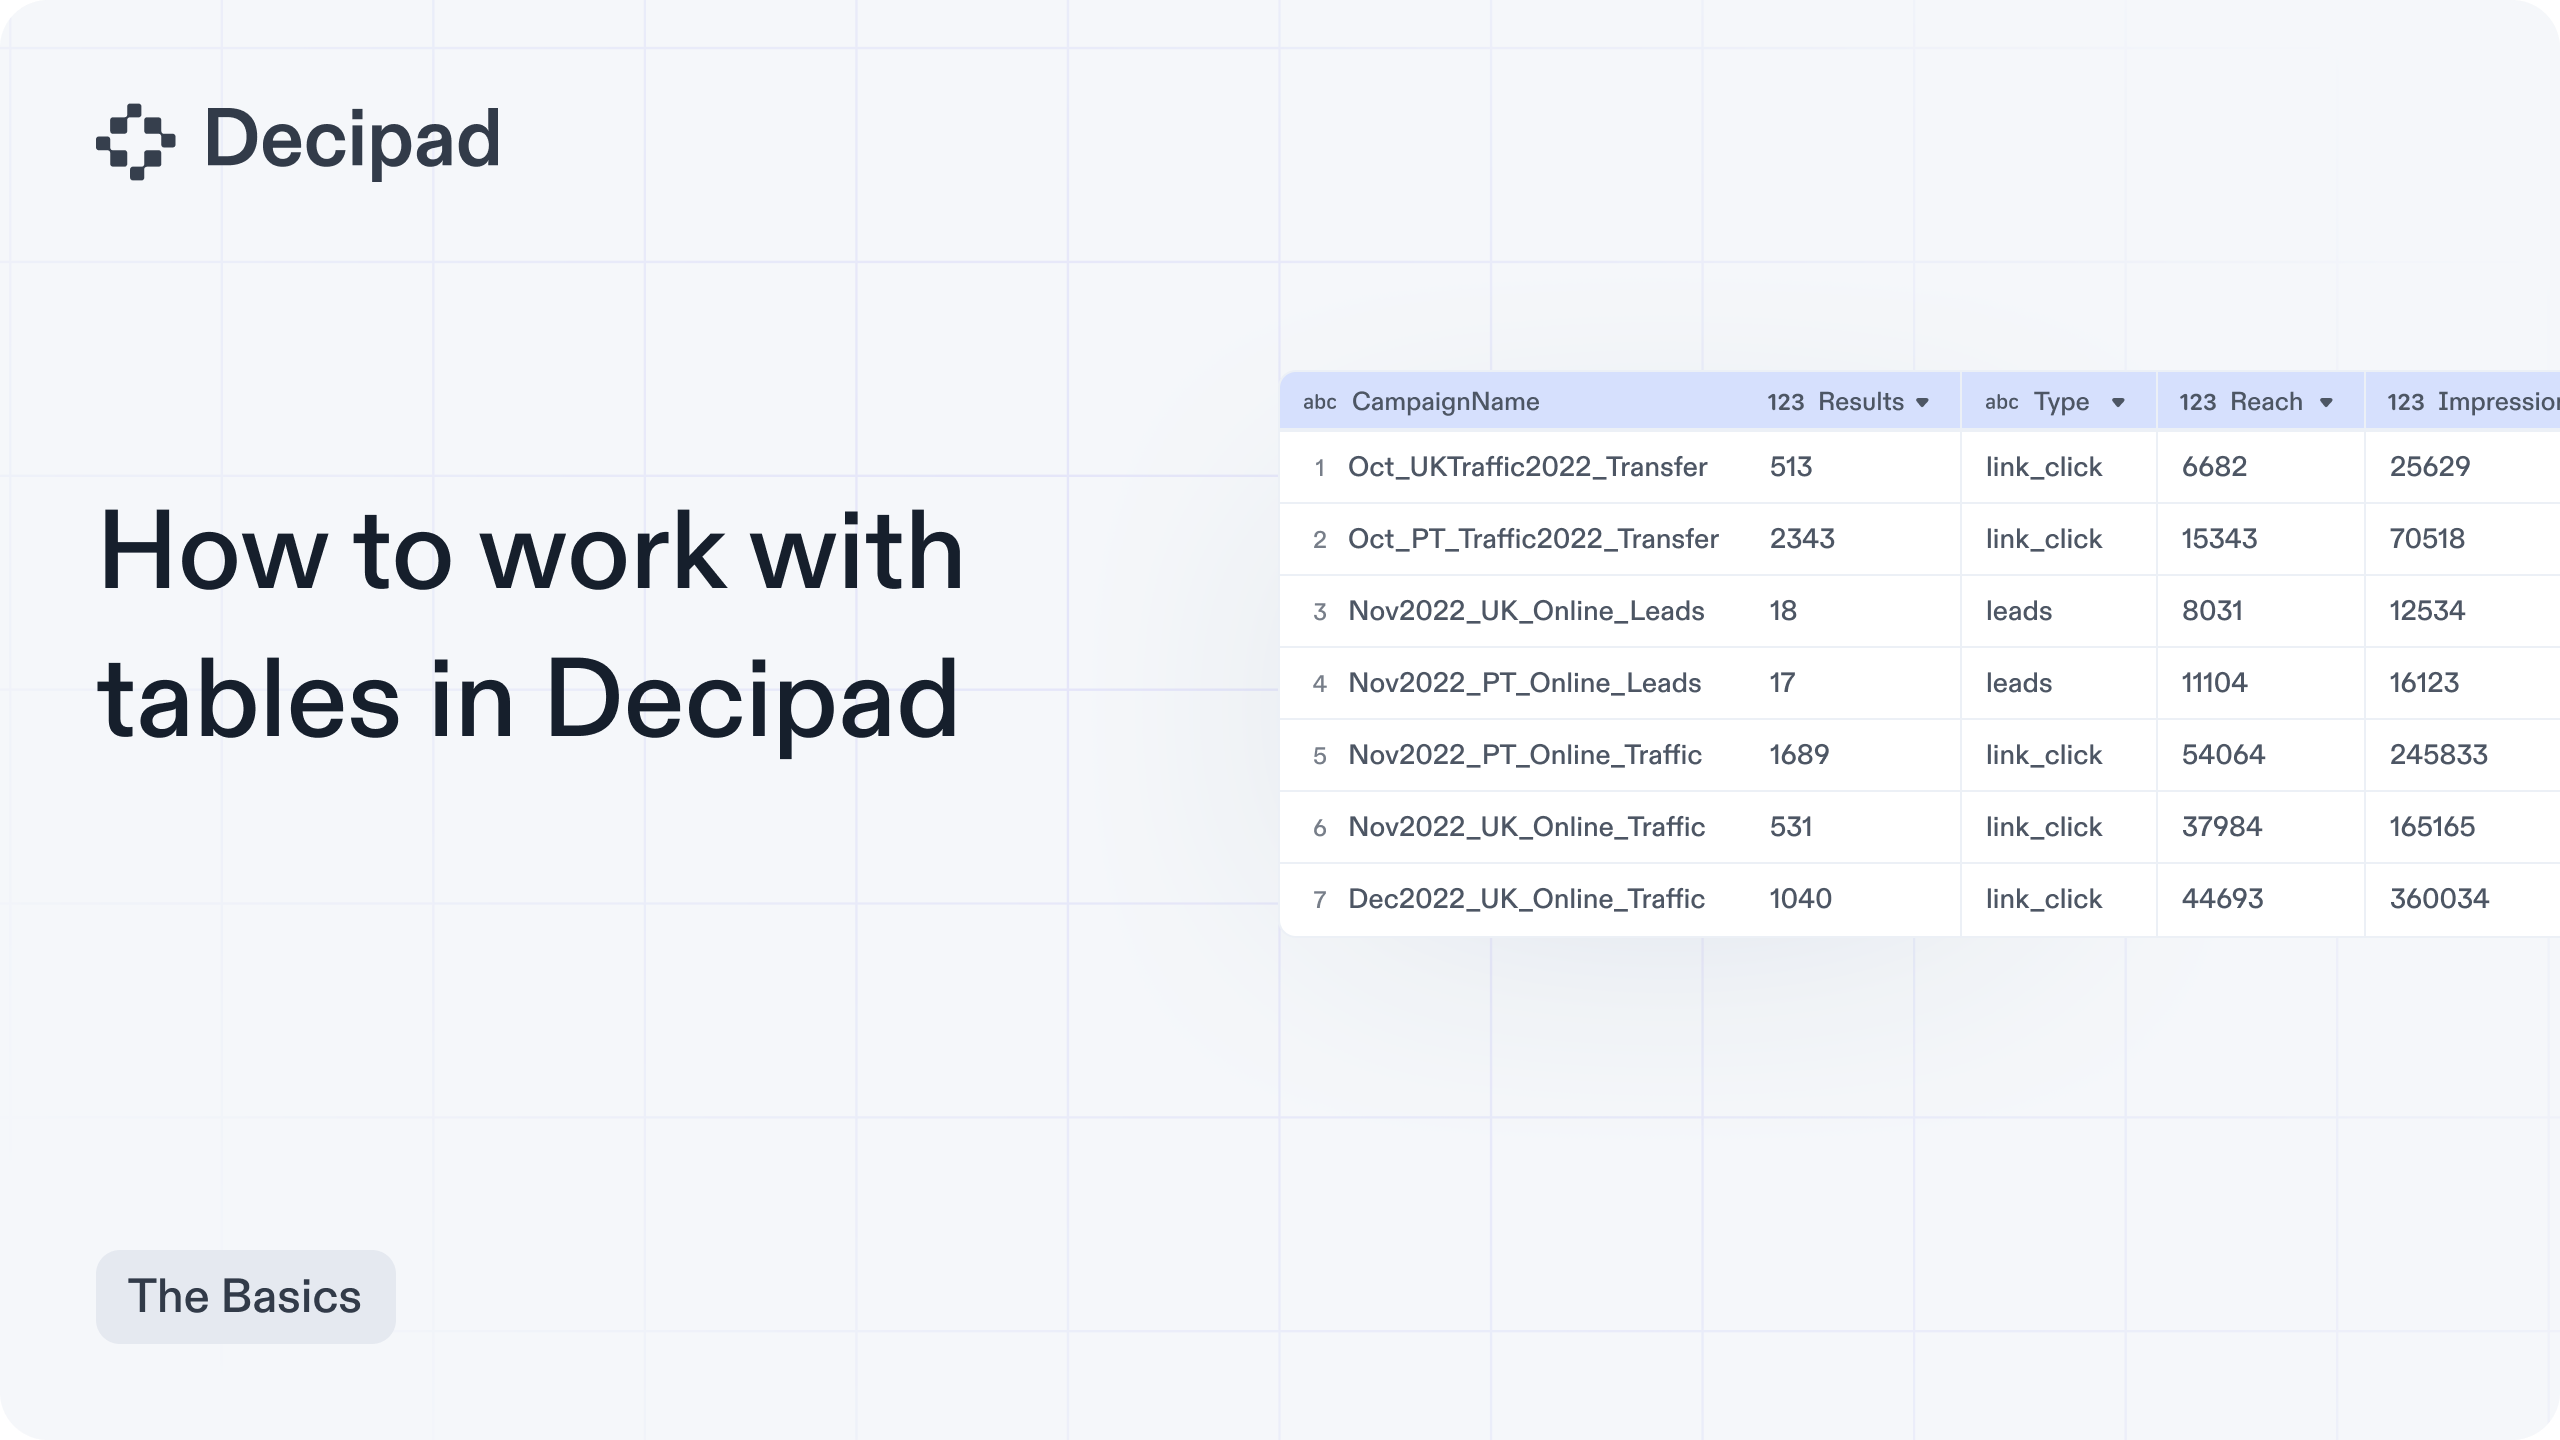 Decipad
How to work with
tables in Decipad
abc CampaignName 123 Results abc Type 123 Reach 123 Impression
1 Oct_UKTraffic2022_Transfer 513 link_click 6682 25629
2 Oct_PT_Traffic2022_Transfer 2343 link_click 15343 70518
3 Nov2022_UK_Online_Leads 18 leads 8031 12534
4 Nov2022_PT_Online_Leads 17 leads 11104 16123
5 Nov2022_PT_Online_Traffic 1689 link_click 54064 245833
6 Nov2022_UK_Online_Traffic 531 link_click 37984 165165
7 Dec2022_UK_Online_Traffic 1040 link_click 44693 360034
The Basics